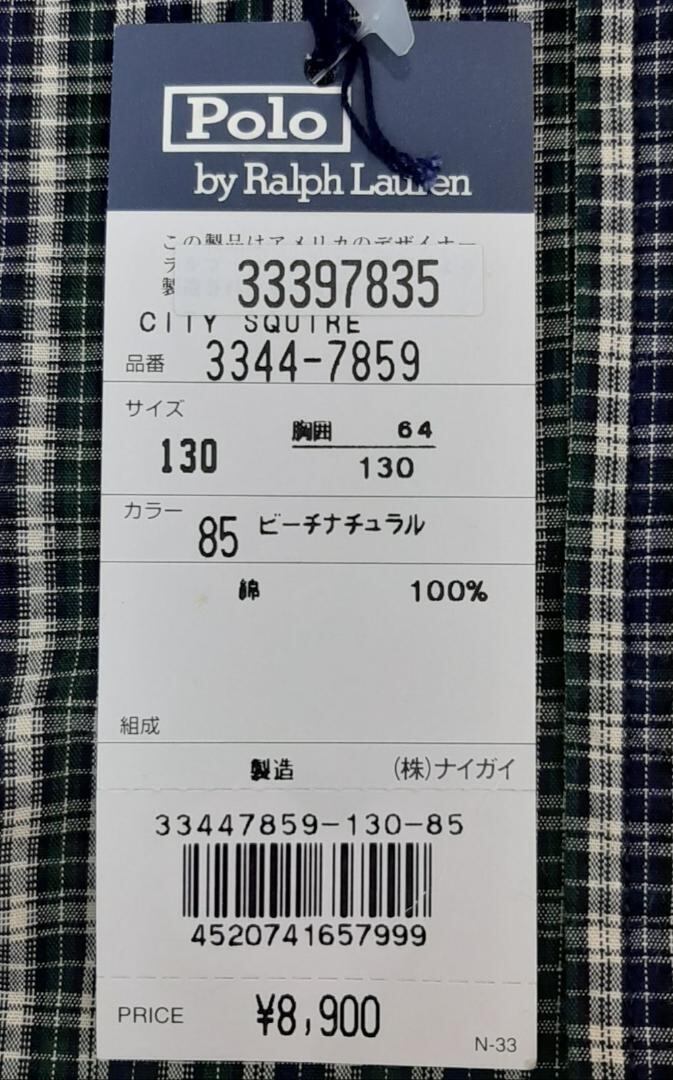 Polo
by Ralph Lauren
この製品はアメリカのデザイナー
ラ
製
33397835
CITY SQUIRE
品番 3344-7859
サイズ
130
胸囲 64
130
カラー
85 ビーチナチュラル
綿 100%
組成
製造 (株)ナイガイ
33447859-130-85
4520741657999
PRICE ¥8,900
N-33